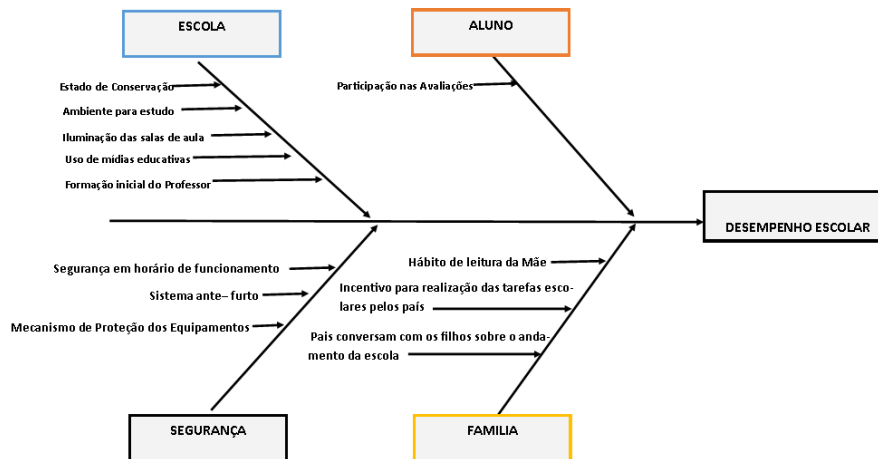 ESCOLA
ALUNO
Estado de Conservação
Ambiente para estudo
Iluminação das salas de aula
Uso de mídias educativas
Formação inicial do Professor
Participação nas Avaliações
DESEMPENHO ESCOLAR
Segurança em horário de funcionamento
Sistema ante– furto
Mecanismo de Proteção dos Equipamentos
Hábito de leitura da Mãe
Incentivo para realização das tarefas esco-
lares pelos país
Pais conversam com os filhos sobre o anda-
mento da escola
SEGURANÇA
FAMILIA